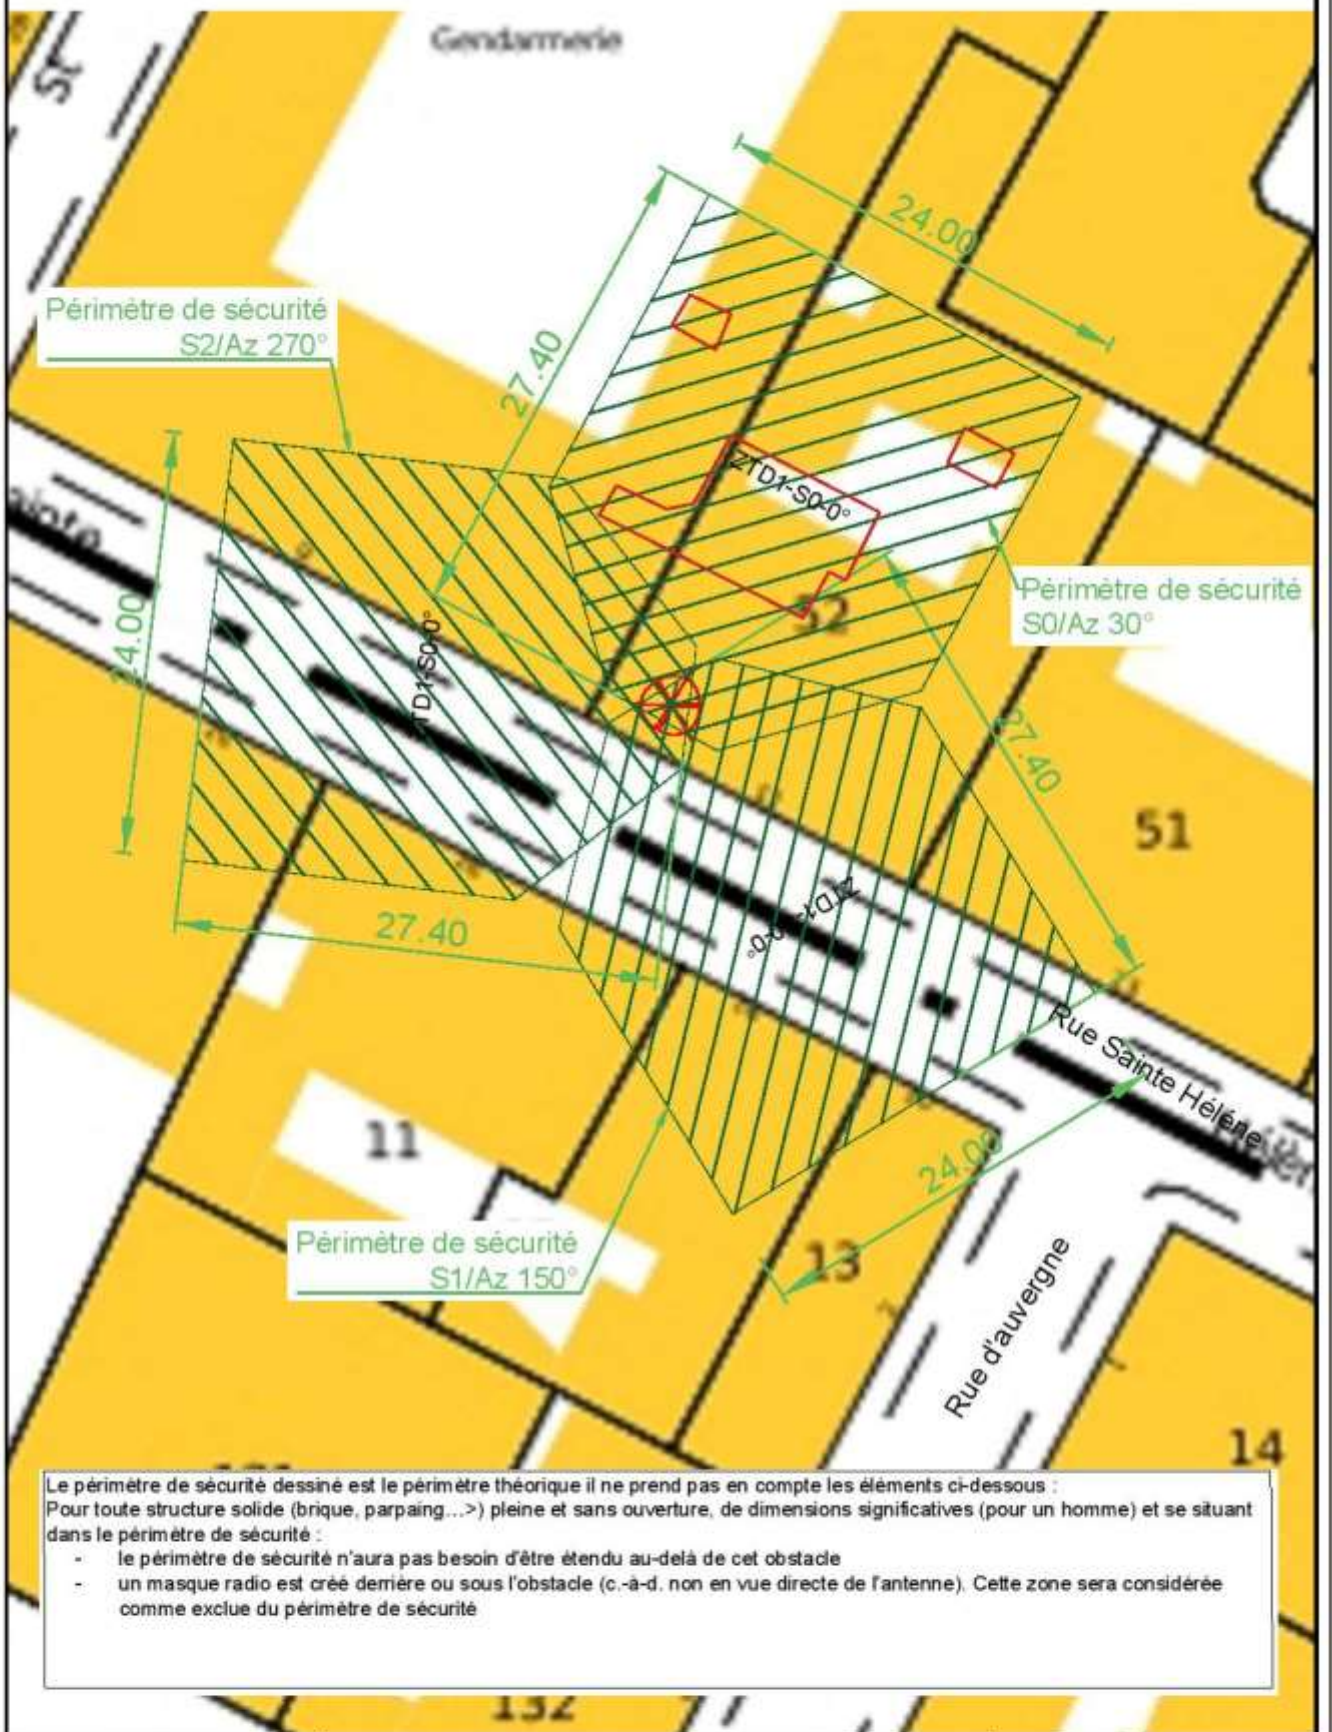 St
Gendarmerie
24.00
Périmètre de sécurité
S2/Az 270°
27.40
ZTD1-S0-0°
ainte
Périmètre de sécurité
S0/Az 30°
52
24.00
TD1-S0-0°
27.40
51
27.40
Rue Sainte Hélène
11
24.00
Périmètre de sécurité
S1/Az 150°
13
Rue d'auvergne
14
Le périmètre de sécurité dessiné est le périmètre théorique il ne prend pas en compte les éléments ci-dessous :
Pour toute structure solide (brique, parpaing...>) pleine et sans ouverture, de dimensions significatives (pour un homme) et se situant
dans le périmètre de sécurité :
- le périmètre de sécurité n'aura pas besoin d'être étendu au-delà de cet obstacle
- un masque radio est créé derrière ou sous l'obstacle (c.-à-d. non en vue directe de l'antenne). Cette zone sera considérée
comme exclue du périmètre de sécurité
132